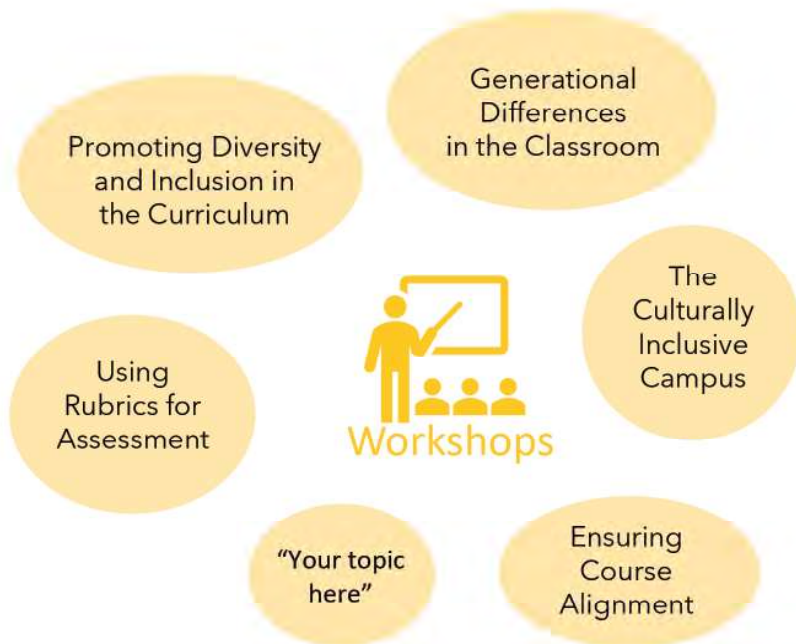 Generational
Differences
in the Classroom
Promoting Diversity
and Inclusion in
the Curriculum
The
Culturally
Inclusive
Campus
Using
Rubrics for
Assessment
Workshops
“Your topic
here”
Ensuring
Course
Alignment